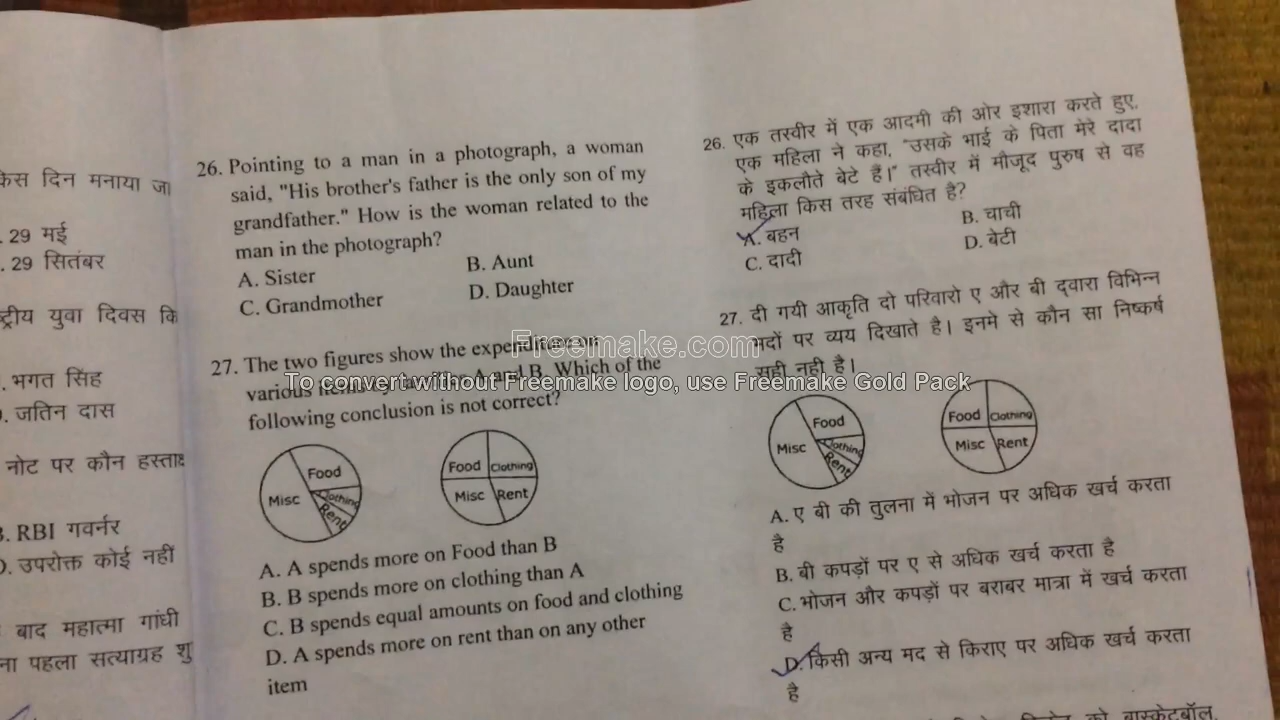 किस दिन मनाया जा
. 29 मई
. 29 सितंबर
ट्रीय युवा दिवस कि
. भगत सिंह
. जतिन दास
नोट पर कौन हस्ताक्ष
B. RBI गवर्नर
D. उपरोक्त कोई नहीं
बाद महात्मा गांधी
ना पहला सत्याग्रह शु
26. Pointing to a man in a photograph, a woman
said, "His brother's father is the only son of my
grandfather." How is the woman related to the
man in the photograph?
A. Sister B. Aunt
C. Grandmother D. Daughter
27. The two figures show the expenditure on
various A and B. Which of the
following conclusion is not correct?
Food
Misc
Clothing
Rent
Food Clothing
Misc Rent
A. A spends more on Food than B
B. B spends more on clothing than A
C. B spends equal amounts on food and clothing
D. A spends more on rent than on any other
item
26. एक तस्वीर में एक आदमी की ओर इशारा करते हुए,
एक महिला ने कहा, "उसके भाई के पिता मेरे दादा
के इकलौते बेटे हैं।" तस्वीर में मौजूद पुरुष से वह
महिला किस तरह संबंधित है?
A. बहन B. चाची
C. दादी D. बेटी
27. दी गयी आकृति दो परिवारो ए और बी द्वारा विभिन्न
मदों पर व्यय दिखाते है। इनमे से कौन सा निष्कर्ष
सही नही है।
Food
Misc
Clothing
Rent
Food Clothing
Misc Rent
A. ए बी की तुलना में भोजन पर अधिक खर्च करता
है
B. बी कपड़ों पर ए से अधिक खर्च करता है
C. भोजन और कपड़ों पर बराबर मात्रा में खर्च करता
है
D. किसी अन्य मद से किराए पर अधिक खर्च करता
है
को बास्केटबॉल
Freemake.com
To convert without Freemake logo, use Freemake Gold Pack